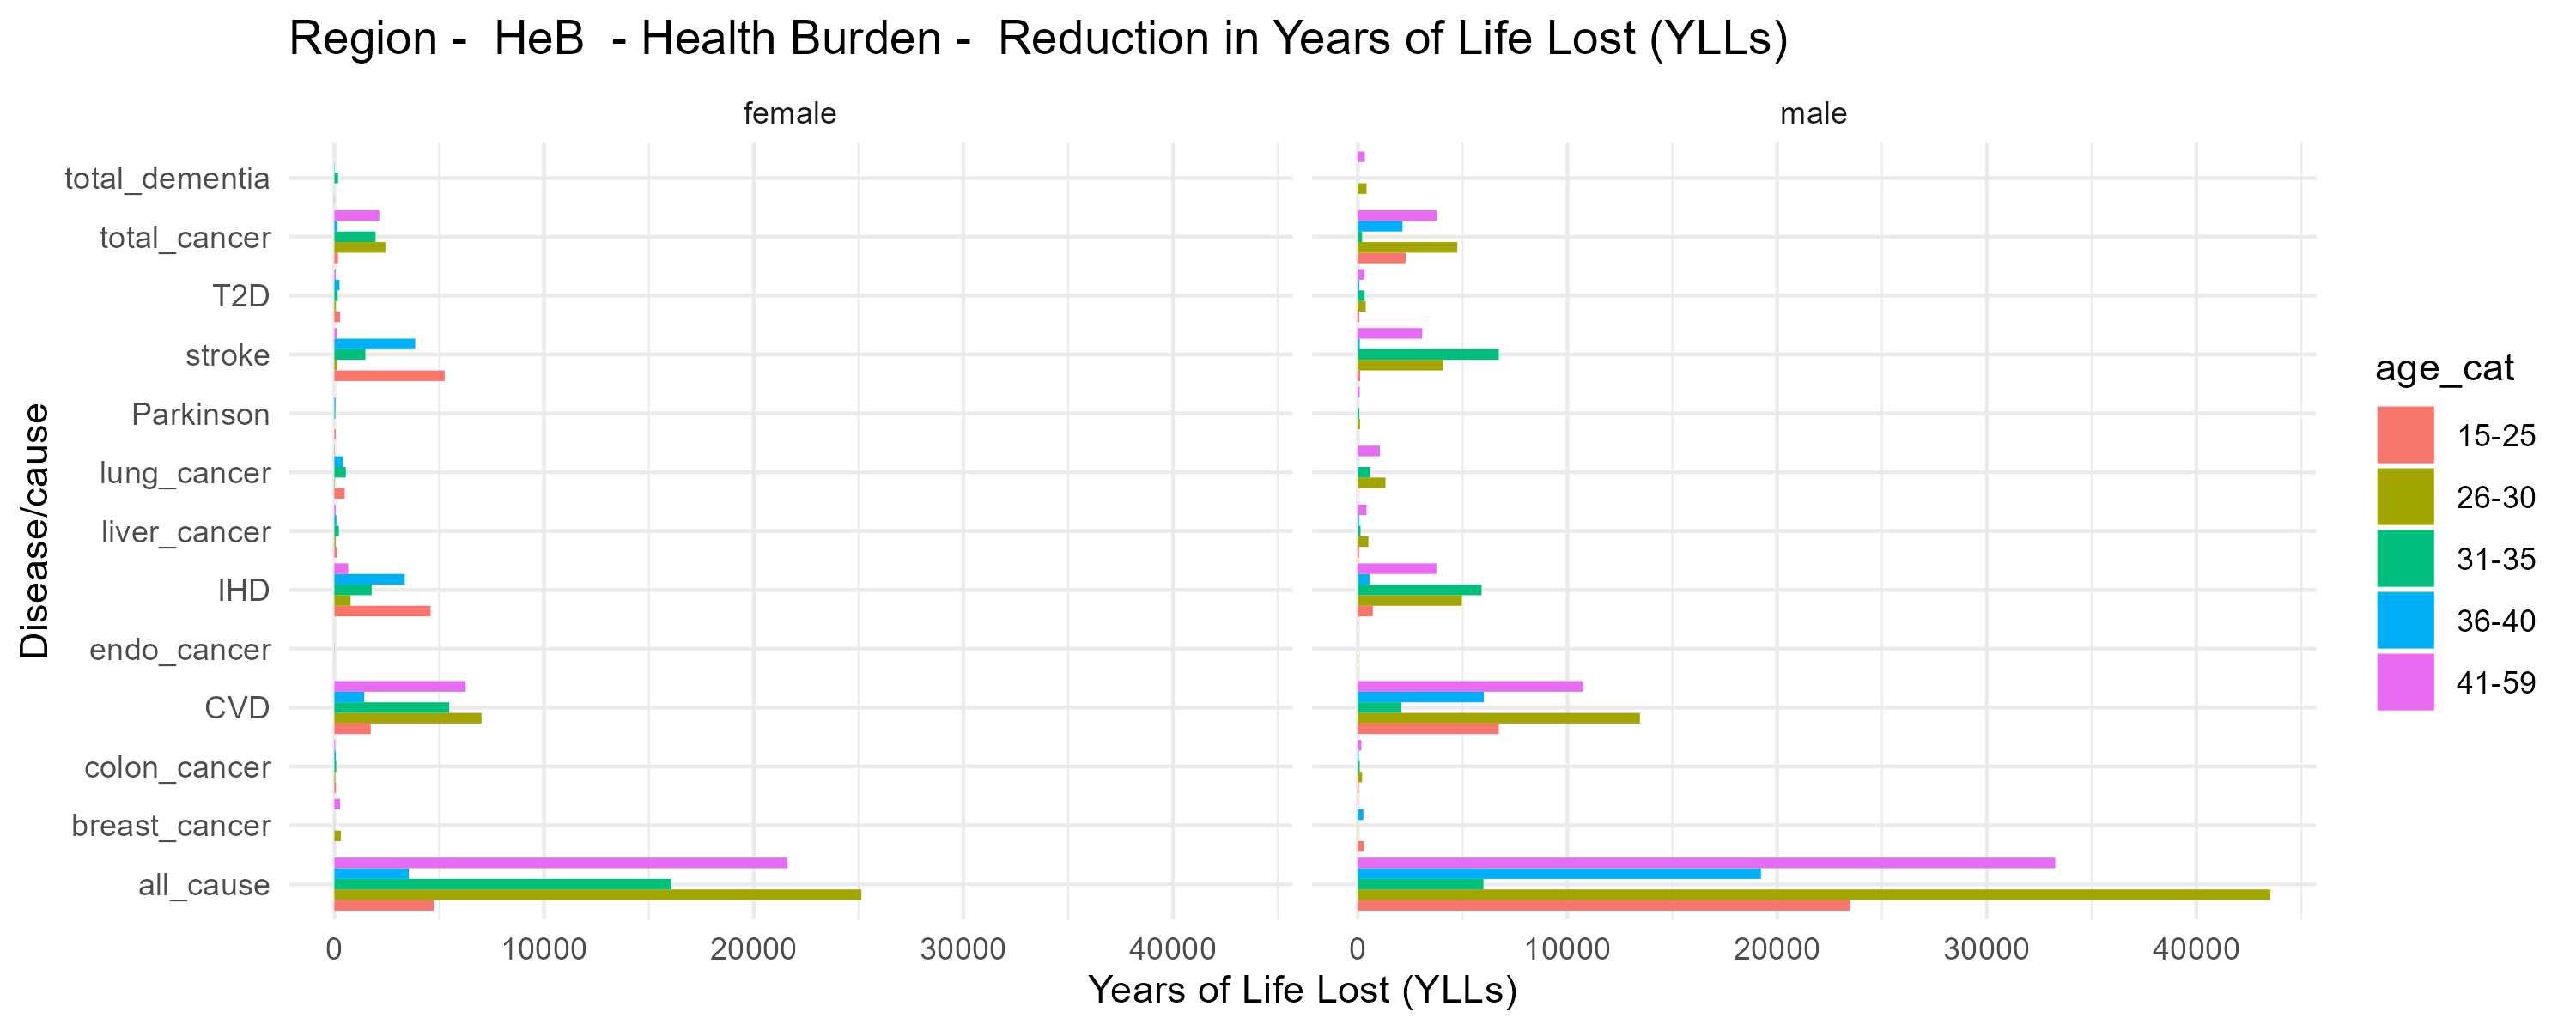 Region -  HeB  - Health Burden -  Reduction in Years of Life Lost (YLLs)
female
male
Disease/cause
total_dementia
total_cancer
T2D
stroke
Parkinson
lung_cancer
liver_cancer
IHD
endo_cancer
CVD
colon_cancer
breast_cancer
all_cause
0 10000 20000 30000 40000
0 10000 20000 30000 40000
Years of Life Lost (YLLs)
age_cat
15-25
26-30
31-35
36-40
41-59